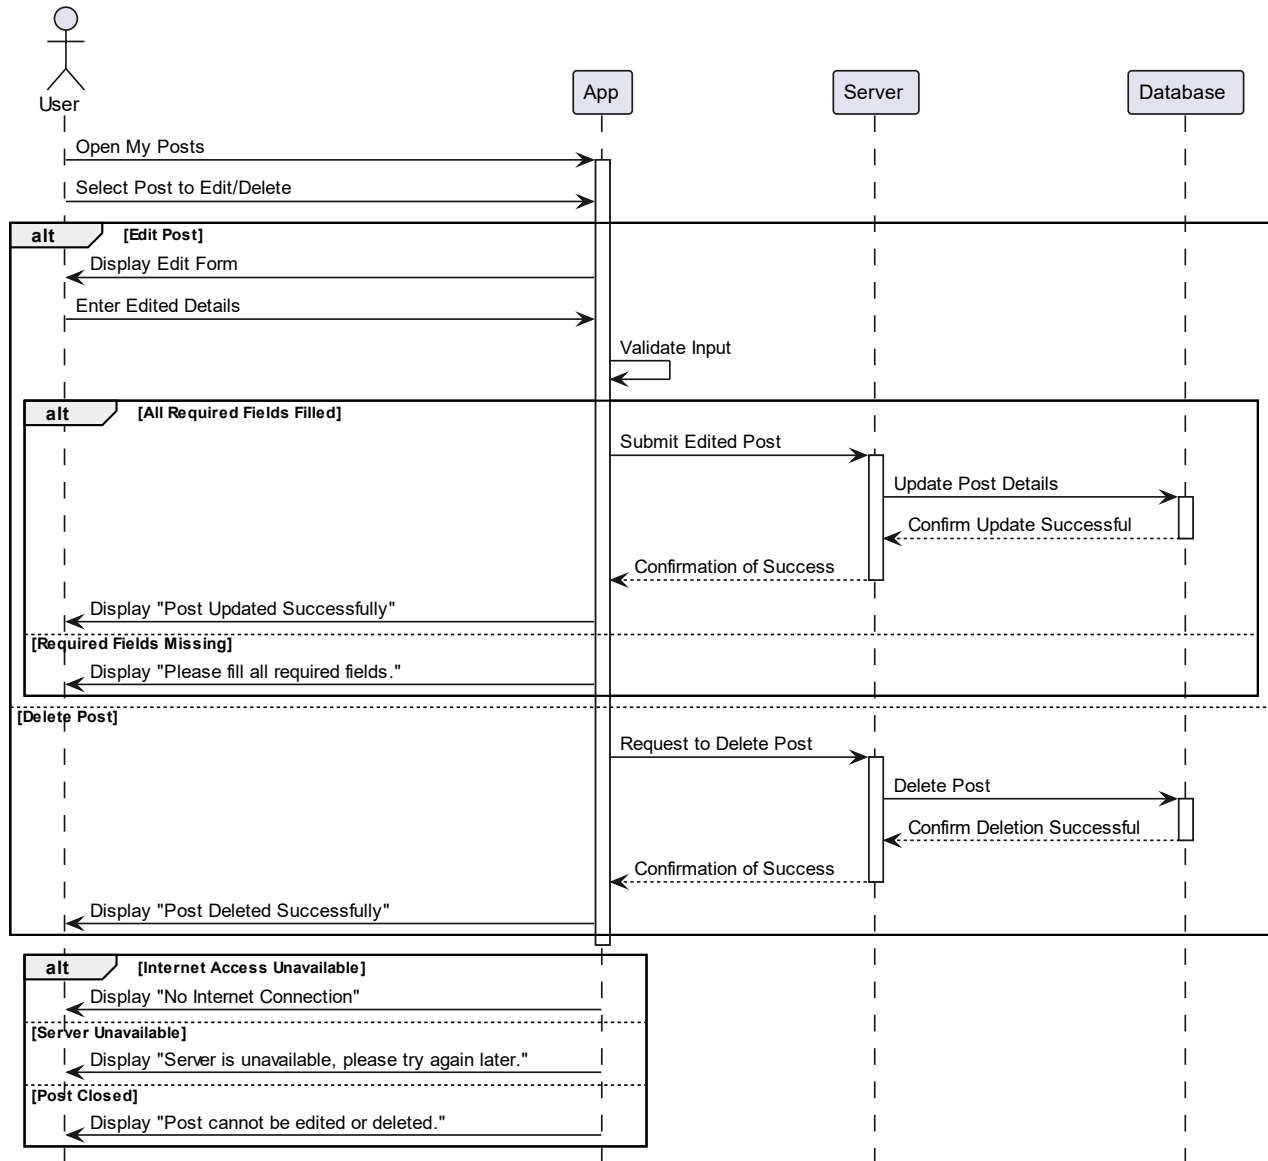 User
App
Server
Database
Open My Posts
Select Post to Edit/Delete
alt [Edit Post]
Display Edit Form
Enter Edited Details
Validate Input
alt [All Required Fields Filled]
Submit Edited Post
Update Post Details
Confirm Update Successful
Confirmation of Success
Display "Post Updated Successfully"
[Required Fields Missing]
Display "Please fill all required fields."
[Delete Post]
Request to Delete Post
Delete Post
Confirm Deletion Successful
Confirmation of Success
Display "Post Deleted Successfully"
alt [Internet Access Unavailable]
Display "No Internet Connection"
[Server Unavailable]
Display "Server is unavailable, please try again later."
[Post Closed]
Display "Post cannot be edited or deleted."